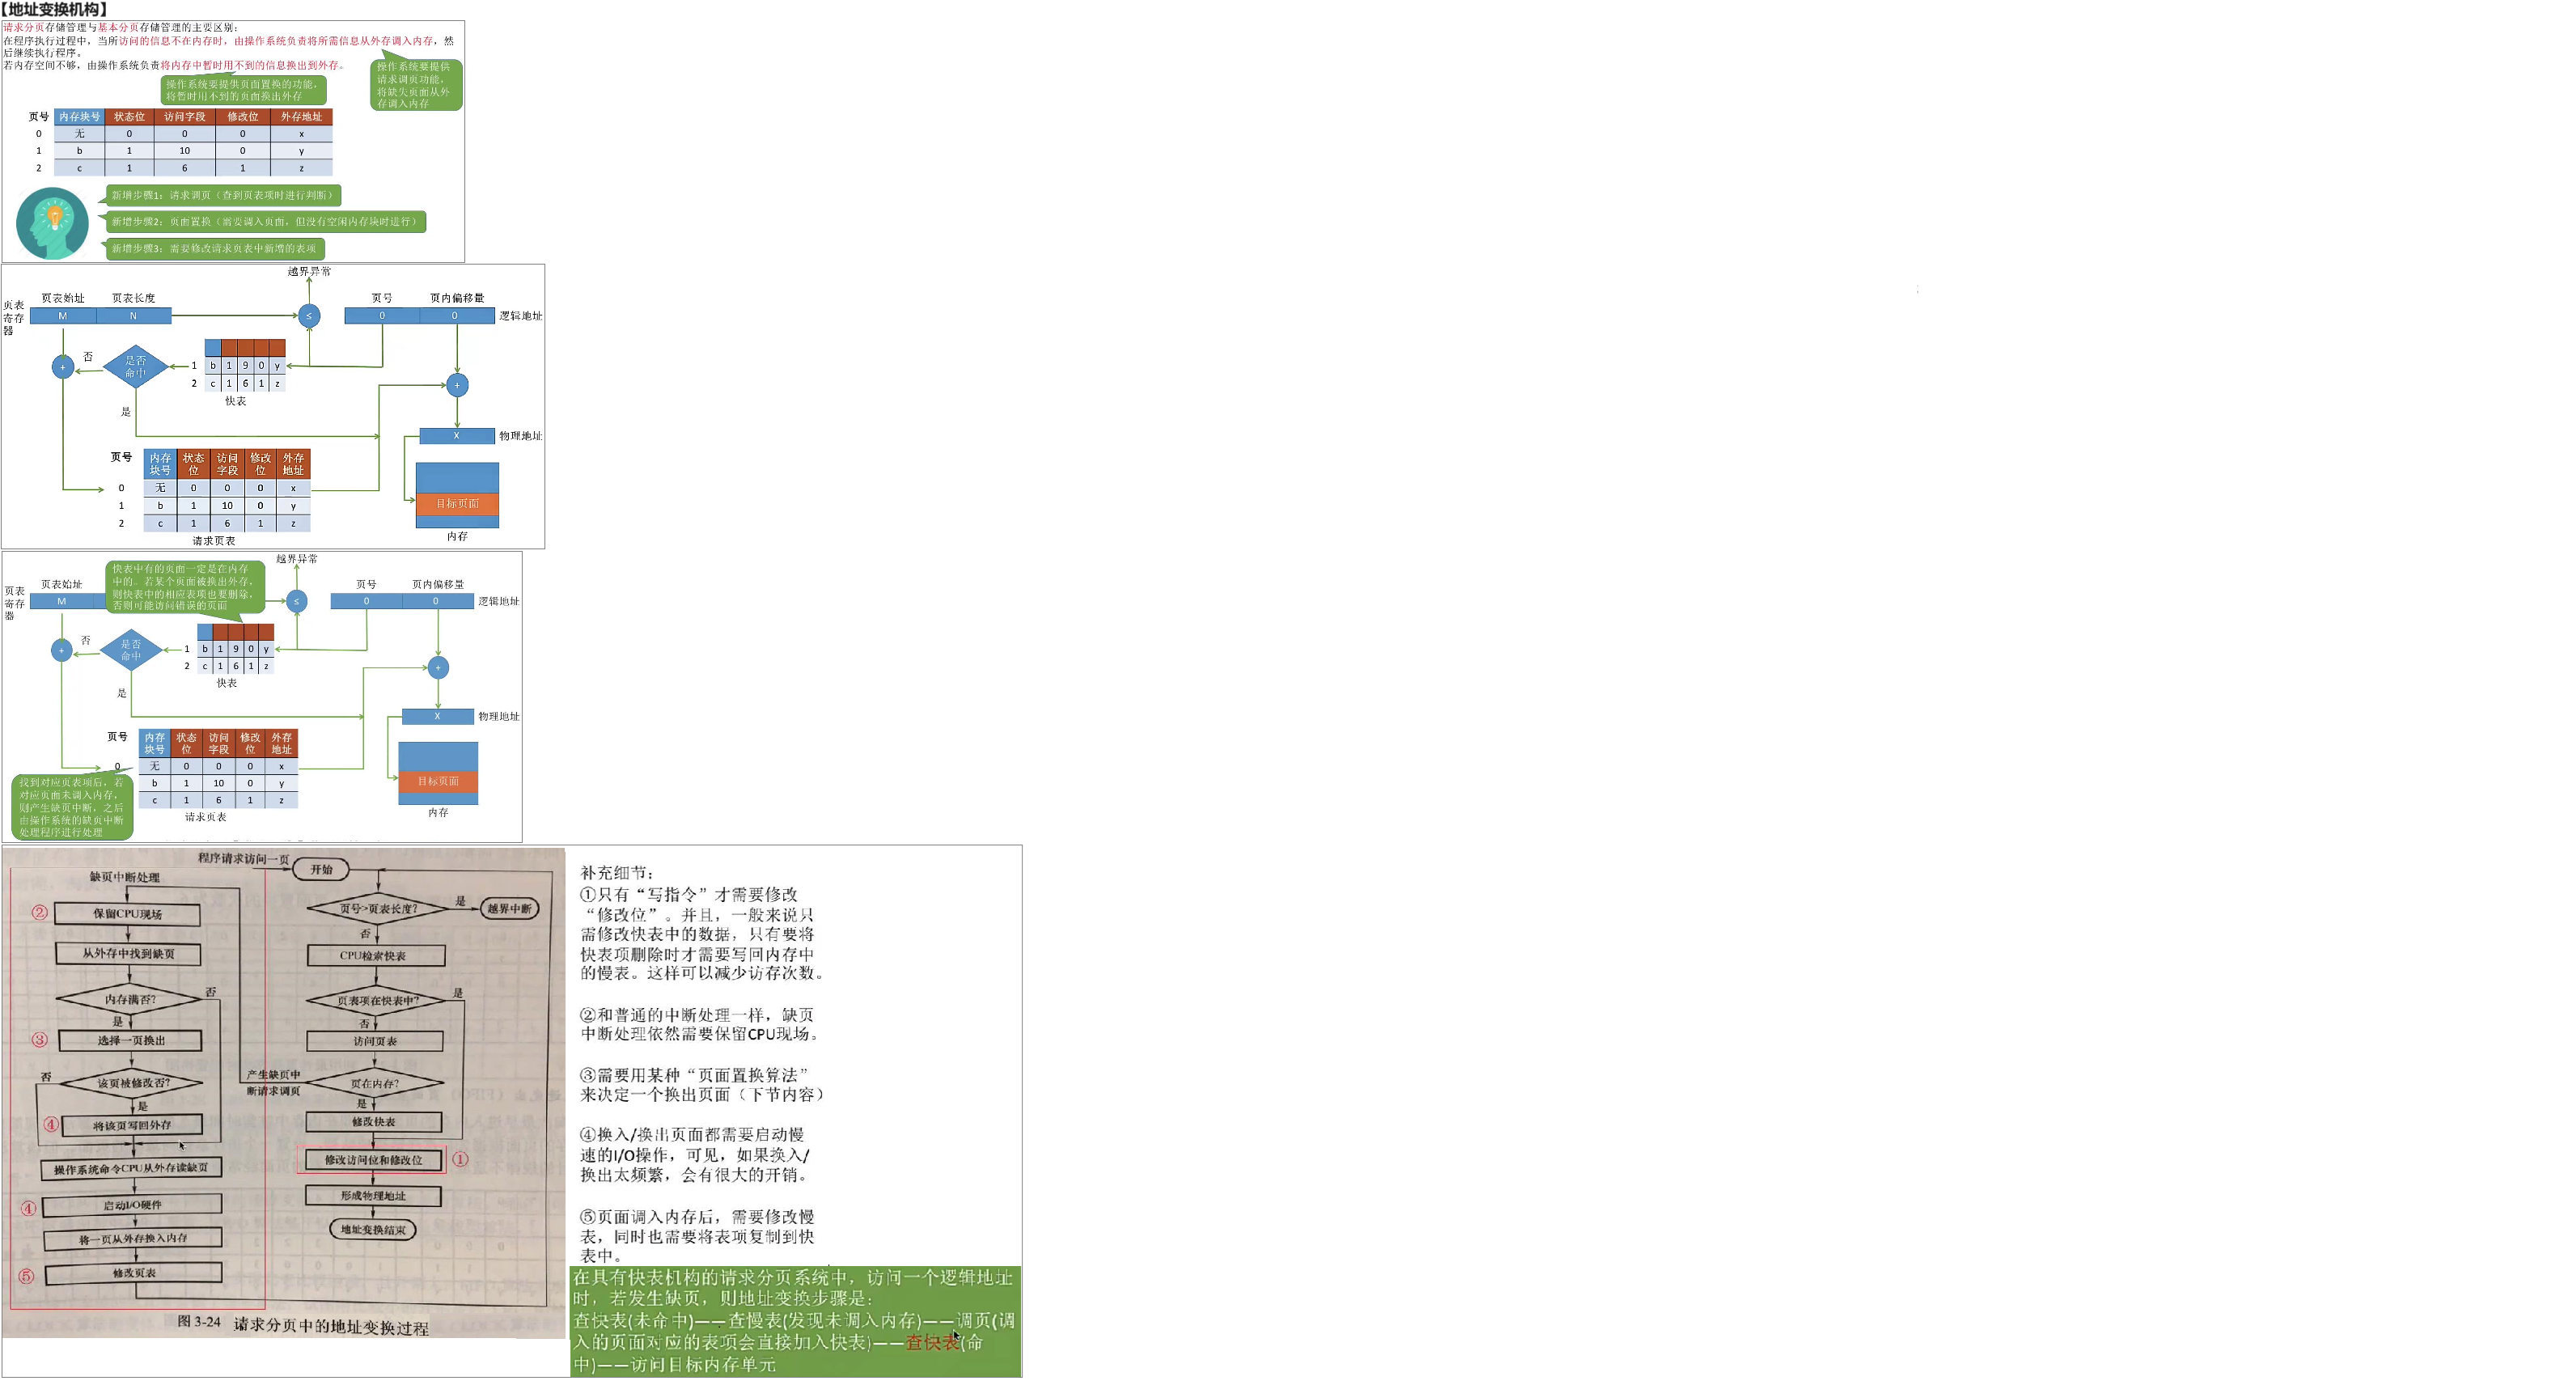 【地址变换机构】
请求分页存储管理与基本分页存储管理的主要区别：
在程序执行过程中，当所访问的信息不在内存时，由操作系统负责将所需信息从外存调入内存，然
后继续执行程序。
若内存空间不够，由操作系统负责将内存中暂时用不到的信息换出到外存。
操作系统要提供
请求调页功能，
将缺失页面从外
存调入内存
操作系统要提供页面置换的功能，
将暂时用不到的页面换出外存
页号 内存块号 状态位 访问字段 修改位 外存地址
0 无 0 0 0 x
1 b 1 10 0 y
2 c 1 6 1 z
新增步骤1：请求调页（查到页表项时进行判断）
新增步骤2：页面置换（需要调入页面，但没有空闲内存块时进行）
新增步骤3：需要修改请求页表中新增的表项
越界异常
页表始址 页表长度 页号 页内偏移量
页表
寄存
器
M N ≤ 0 0 逻辑地址
+ 否 是否
命中
1 b 1 9 0 y
2 c 1 6 1 z
+
快表
是
X 物理地址
页号 内存
块号 状态
位 访问
字段 修改
位 外存
地址
0 无 0 0 0 x
1 b 1 10 0 y
2 c 1 6 1 z
请求页表
目标页面
内存
越界异常
快表中有的页面一定是在内存
中的。若某个页面被换出外存，
则快表中的相应表项也要删除，
否则可能访问错误的页面
页表始址 页号 页内偏移量
页表
寄存
器
M ≤ 0 0 逻辑地址
+ 否 是否
命中
1 b 1 9 0 y
2 c 1 6 1 z
+
快表
是
X 物理地址
页号 内存
块号 状态
位 访问
字段 修改
位 外存
地址
0 无 0 0 0 x
b 1 10 0 y
c 1 6 1 z
请求页表
找到对应页表项后，若
对应页面未调入内存，
则产生缺页中断，之后
由操作系统的缺页中断
处理程序进行处理
目标页面
内存
程序请求访问一页
开始
缺页中断处理
页号>页表长度？ 是 越界中断
② 保留CPU现场
否
从外存中找到缺页
CPU检索快表
内存满否？ 否
页表项在快表中？ 是
是
否
③ 选择一页换出
访问页表
否 该页被修改否？
产生缺页中
断请求调页
页在内存？
是
是
④ 将该页写回外存
修改快表
操作系统命令CPU从外存读缺页
修改访问位和修改位 ①
④ 启动I/O硬件
形成物理地址
将一页从外存换入内存
地址变换结束
⑤ 修改页表
图 3-24 请求分页中的地址变换过程
补充细节：
①只有“写指令”才需要修改
“修改位”。并且，一般来说只
需修改快表中的数据，只有要将
快表项删除时才需要写回内存中
的慢表。这样可以减少访存次数。
②和普通的中断处理一样，缺页
中断处理依然需要保留CPU现场。
③需要用某种“页面置换算法”
来决定一个换出页面（下节内容）
④换入/换出页面都需要启动慢
速的I/O操作，可见，如果换入/
换出太频繁，会有很大的开销。
⑤页面调入内存后，需要修改慢
表，同时也需要将表项复制到快
表中。
在具有快表机构的请求分页系统中，访问一个逻辑地址
时，若发生缺页，则地址变换步骤是：
查快表(未命中)——查慢表(发现未调入内存)——调页(调
入的页面对应的表项会直接加入快表)——查快表(命
中)——访问目标内存单元